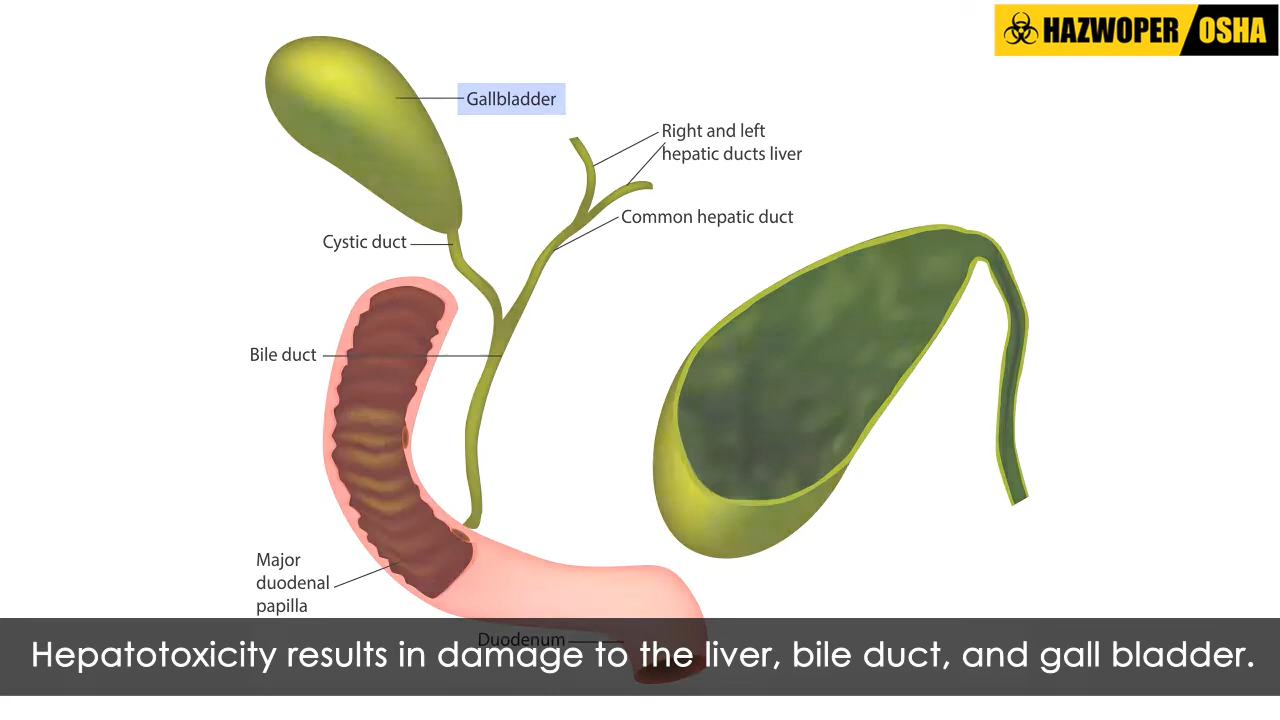 HAZWOPER OSHA
Gallbladder
Right and left
hepatic ducts liver
Common hepatic duct
Cystic duct
Bile duct
Major
duodenal
papilla
Duodenum
Hepatotoxicity results in damage to the liver, bile duct, and gall bladder.